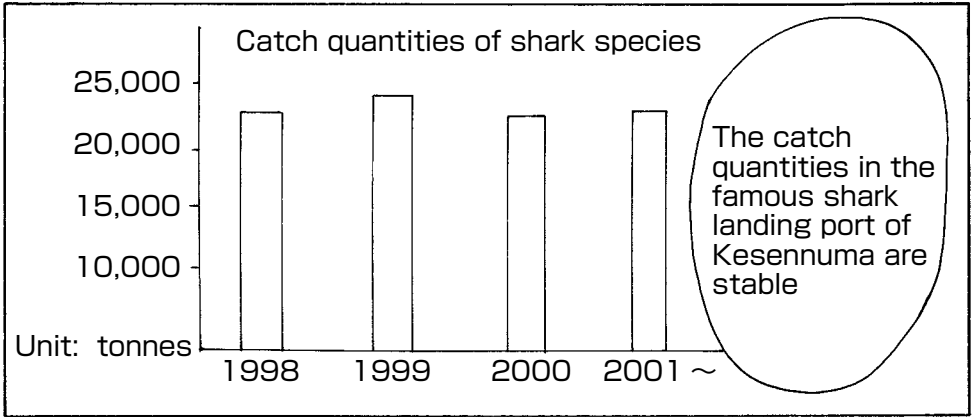 Catch quantities of shark species
25,000
20,000
15,000
10,000
Unit: tonnes
1998 1999 2000 2001 ~
The catch
quantities in the
famous shark
landing port of
Kesennuma are
stable